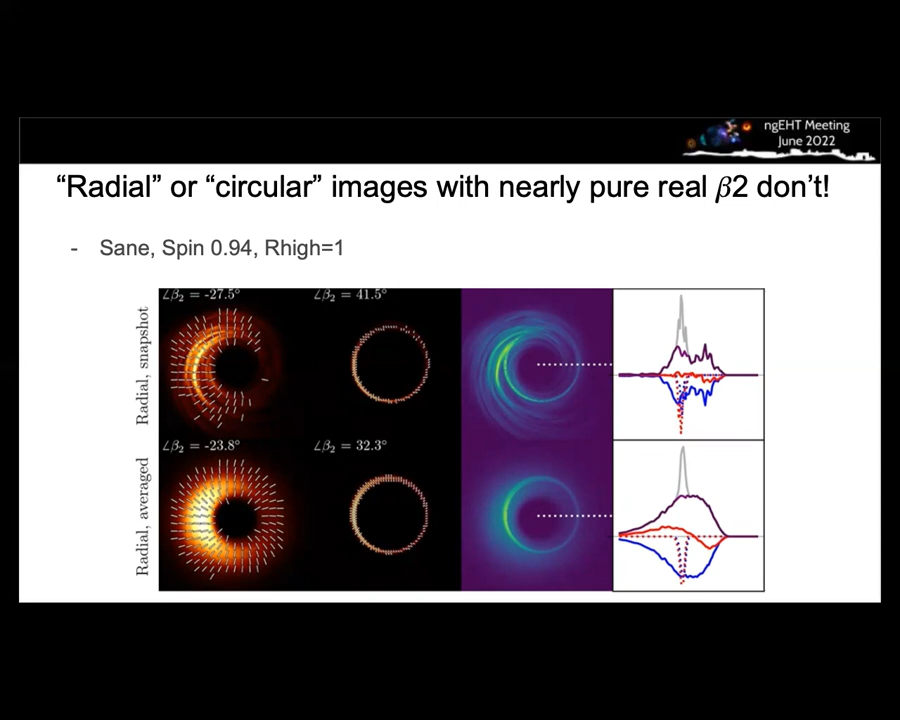 ngEHT Meeting
June 2022
“Radial” or “circular” images with nearly pure real β2 don’t!
- Sane, Spin 0.94, Rhigh=1
Radial, snapshot
∠β₂ = -27.5°
∠β₂ = 41.5°
Radial, averaged
∠β₂ = -23.8°
∠β₂ = 32.3°